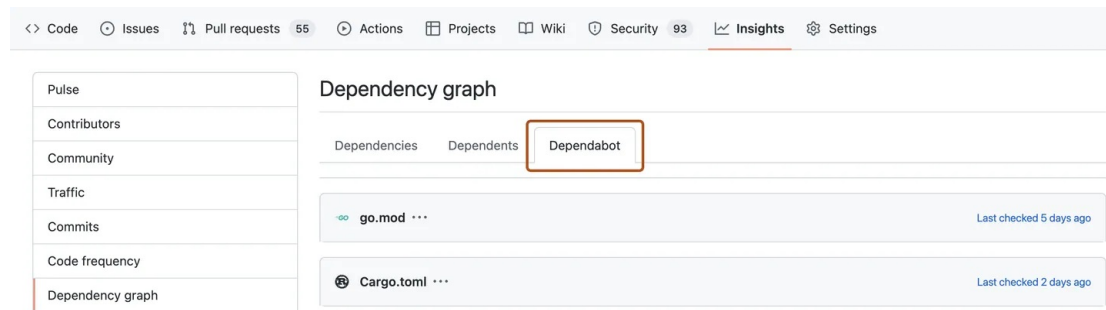 <> Code Issues Pull requests 55 Actions Projects Wiki Security 93 Insights Settings
Pulse
Contributors
Community
Traffic
Commits
Code frequency
Dependency graph
Dependency graph
Dependencies Dependents Dependabot
GO go.mod ··· Last checked 5 days ago
Cargo.toml ··· Last checked 2 days ago